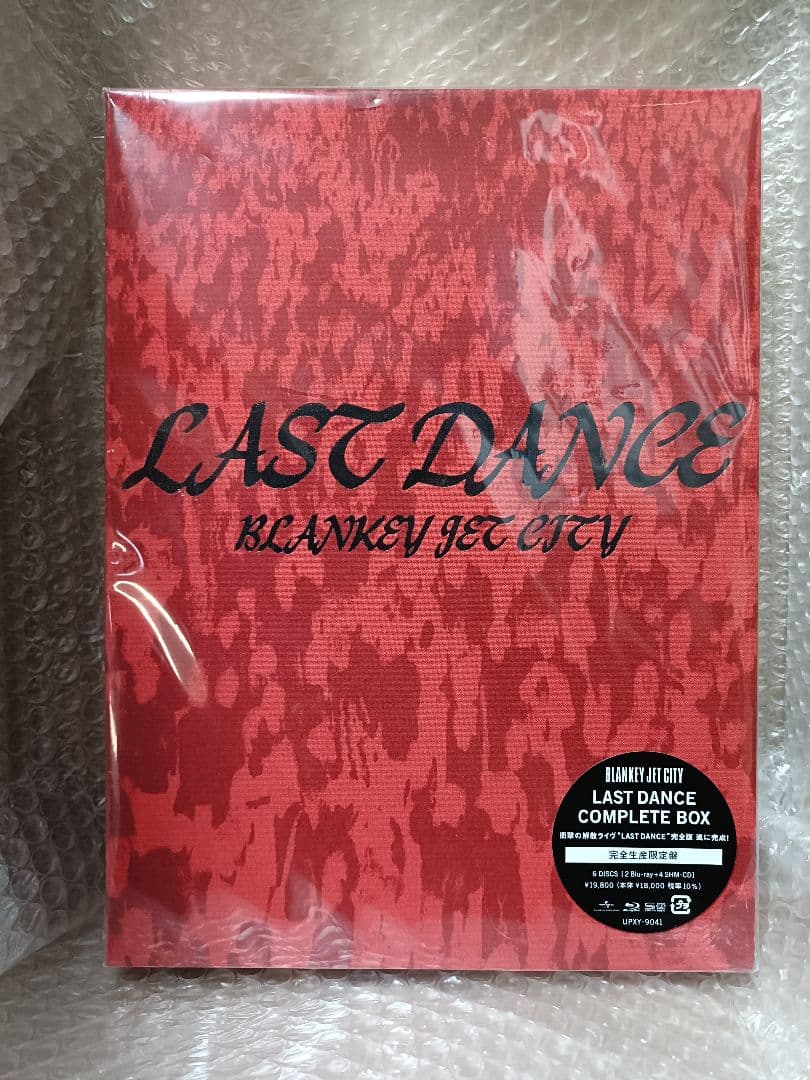 LAST DANCE
BLANKEY JET CITY
BLANKEY JET CITY
LAST DANCE
COMPLETE BOX
衝撃の解散ライヴ"LAST DANCE"完全版 遂に完成!
完全生産限定盤
6 DISCS [2 Blu-ray+4 SHM-CD]
¥19,800 (本体 ¥18,000 税率10%)
UPXY-9041